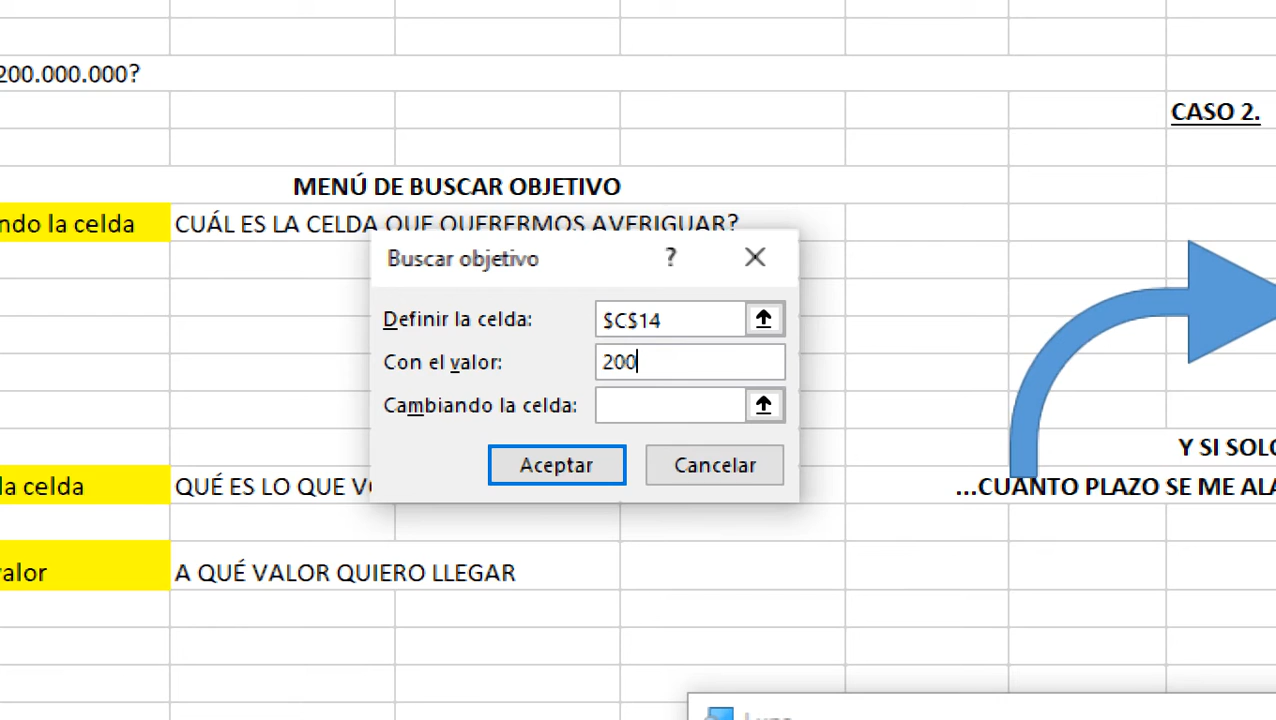 200.000.000?
CASO 2.
MENÚ DE BUSCAR OBJETIVO
ndo la celda CUÁL ES LA CELDA QUE QUERERMOS AVERIGUAR?
Buscar objetivo ?
Definir la celda: $C$14
Con el valor: 200
Cambiando la celda:
Aceptar Cancelar
Y SI SOLO
la celda QUÉ ES LO QUE
...CUANTO PLAZO SE ME ALA
valor A QUÉ VALOR QUIERO LLEGAR